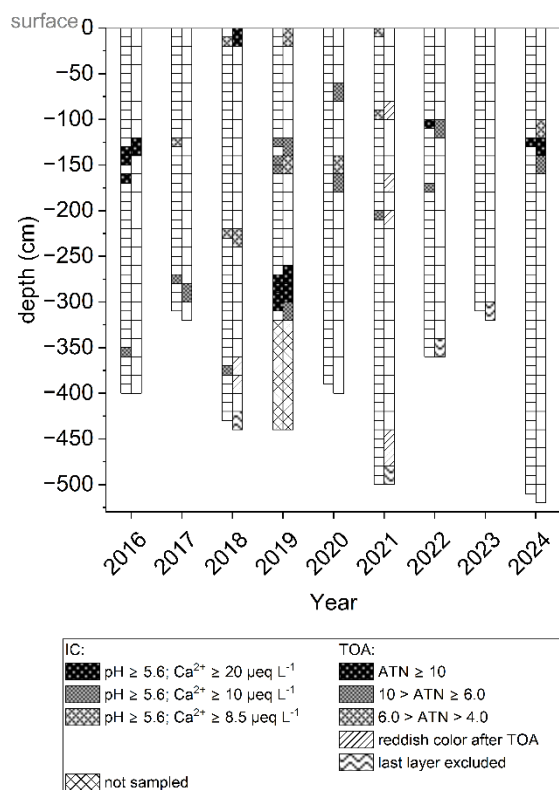 surface
0
−50
−100
−150
−200
−250
−300
−350
−400
−450
−500
depth (cm)
2016 2017 2018 2019 2020 2021 2022 2023 2024
Year
IC: TOA:
pH ≥ 5.6; Ca²⁺ ≥ 20 µeq L⁻¹ ATN ≥ 10
pH ≥ 5.6; Ca²⁺ ≥ 10 µeq L⁻¹ 10 > ATN ≥ 6.0
pH ≥ 5.6; Ca²⁺ ≥ 8.5 µeq L⁻¹ 6.0 > ATN > 4.0
reddish color after TOA
not sampled last layer excluded